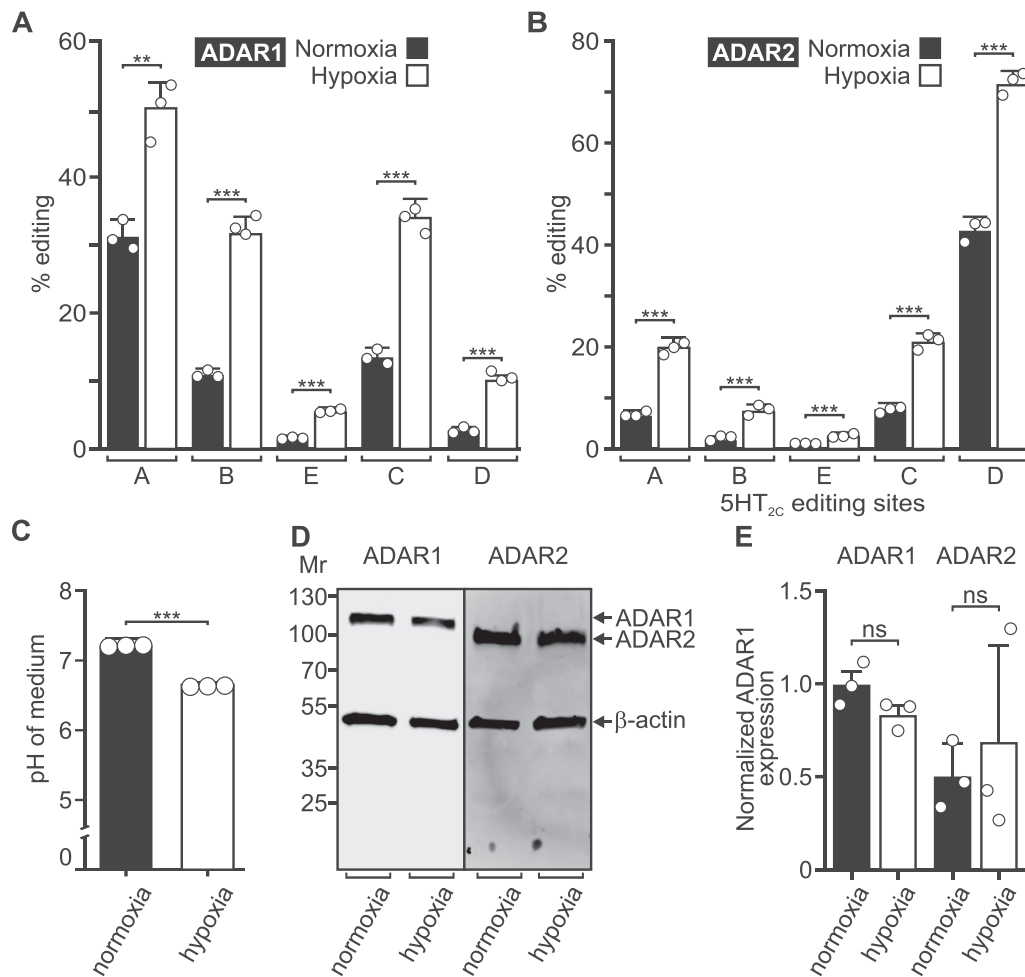 A
60
40
20
0
% editing
ADAR1 Normoxia
Hypoxia
**
***
***
***
***
A B E C D
B
80
60
40
20
0
% editing
ADAR2 Normoxia
Hypoxia
***
***
***
***
***
A B E C D
5HT2C editing sites
C
8
7
6
5
0
pH of medium
***
normoxia hypoxia
D
Mr
ADAR1 ADAR2
130
100
70
55
35
25
ADAR1
ADAR2
β-actin
normoxia hypoxia normoxia hypoxia
E
ADAR1 ADAR2
1.5
1.0
0.5
0
Normalized ADAR1
expression
ns
ns
normoxia hypoxia normoxia hypoxia